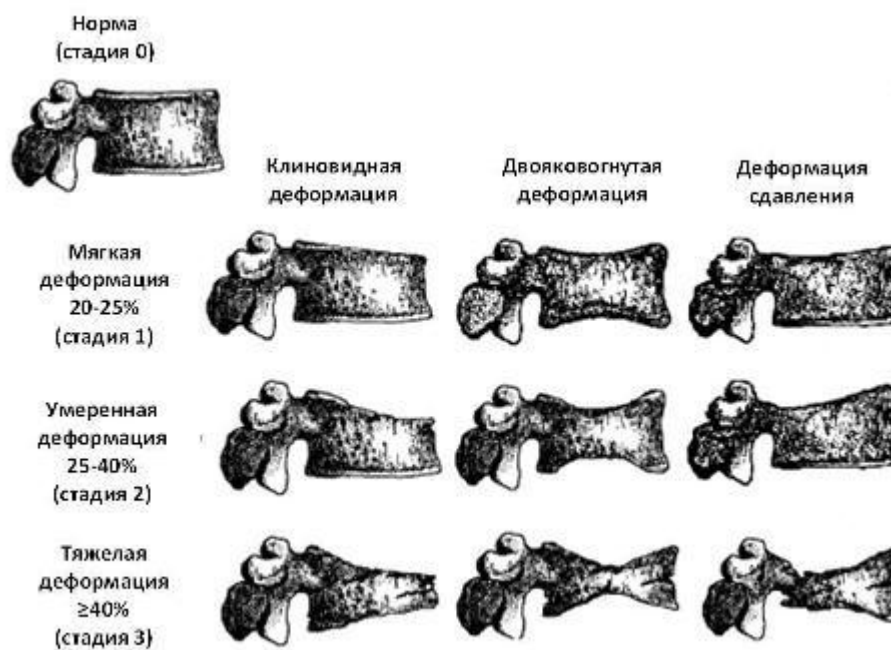 Норма
(стадия 0)
Клиновидная
деформация
Двояковогнутая
деформация
Деформация
сдавления
Мягкая
деформация
20-25%
(стадия 1)
Умеренная
деформация
25-40%
(стадия 2)
Тяжелая
деформация
≥40%
(стадия 3)